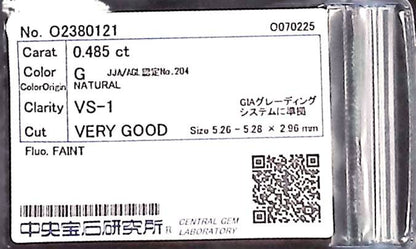 No. O2380121 O070225
Carat 0.485 ct
Color G JJA/AGL認定No.204
ColorOrigin NATURAL
Clarity VS-1 GIAグレーディング
システムに準拠
Cut VERY GOOD Size 5.26 - 5.28 × 2.96 mm
Fluo. FAINT
中央宝石研究所 CENTRAL GEM
LABORATORY